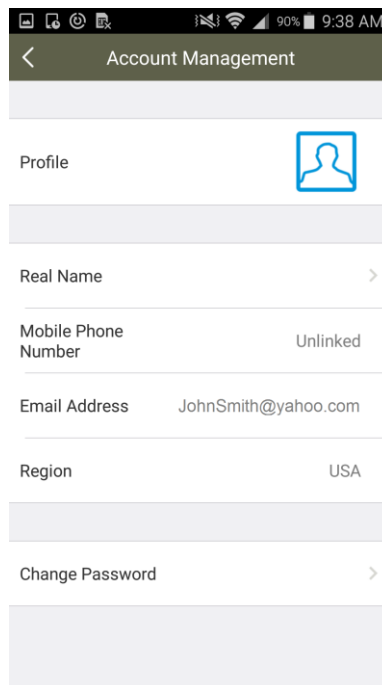 90% 9:38 AM
Account Management
Profile
Real Name
Mobile Phone
Number
Unlinked
Email Address JohnSmith@yahoo.com
Region USA
Change Password